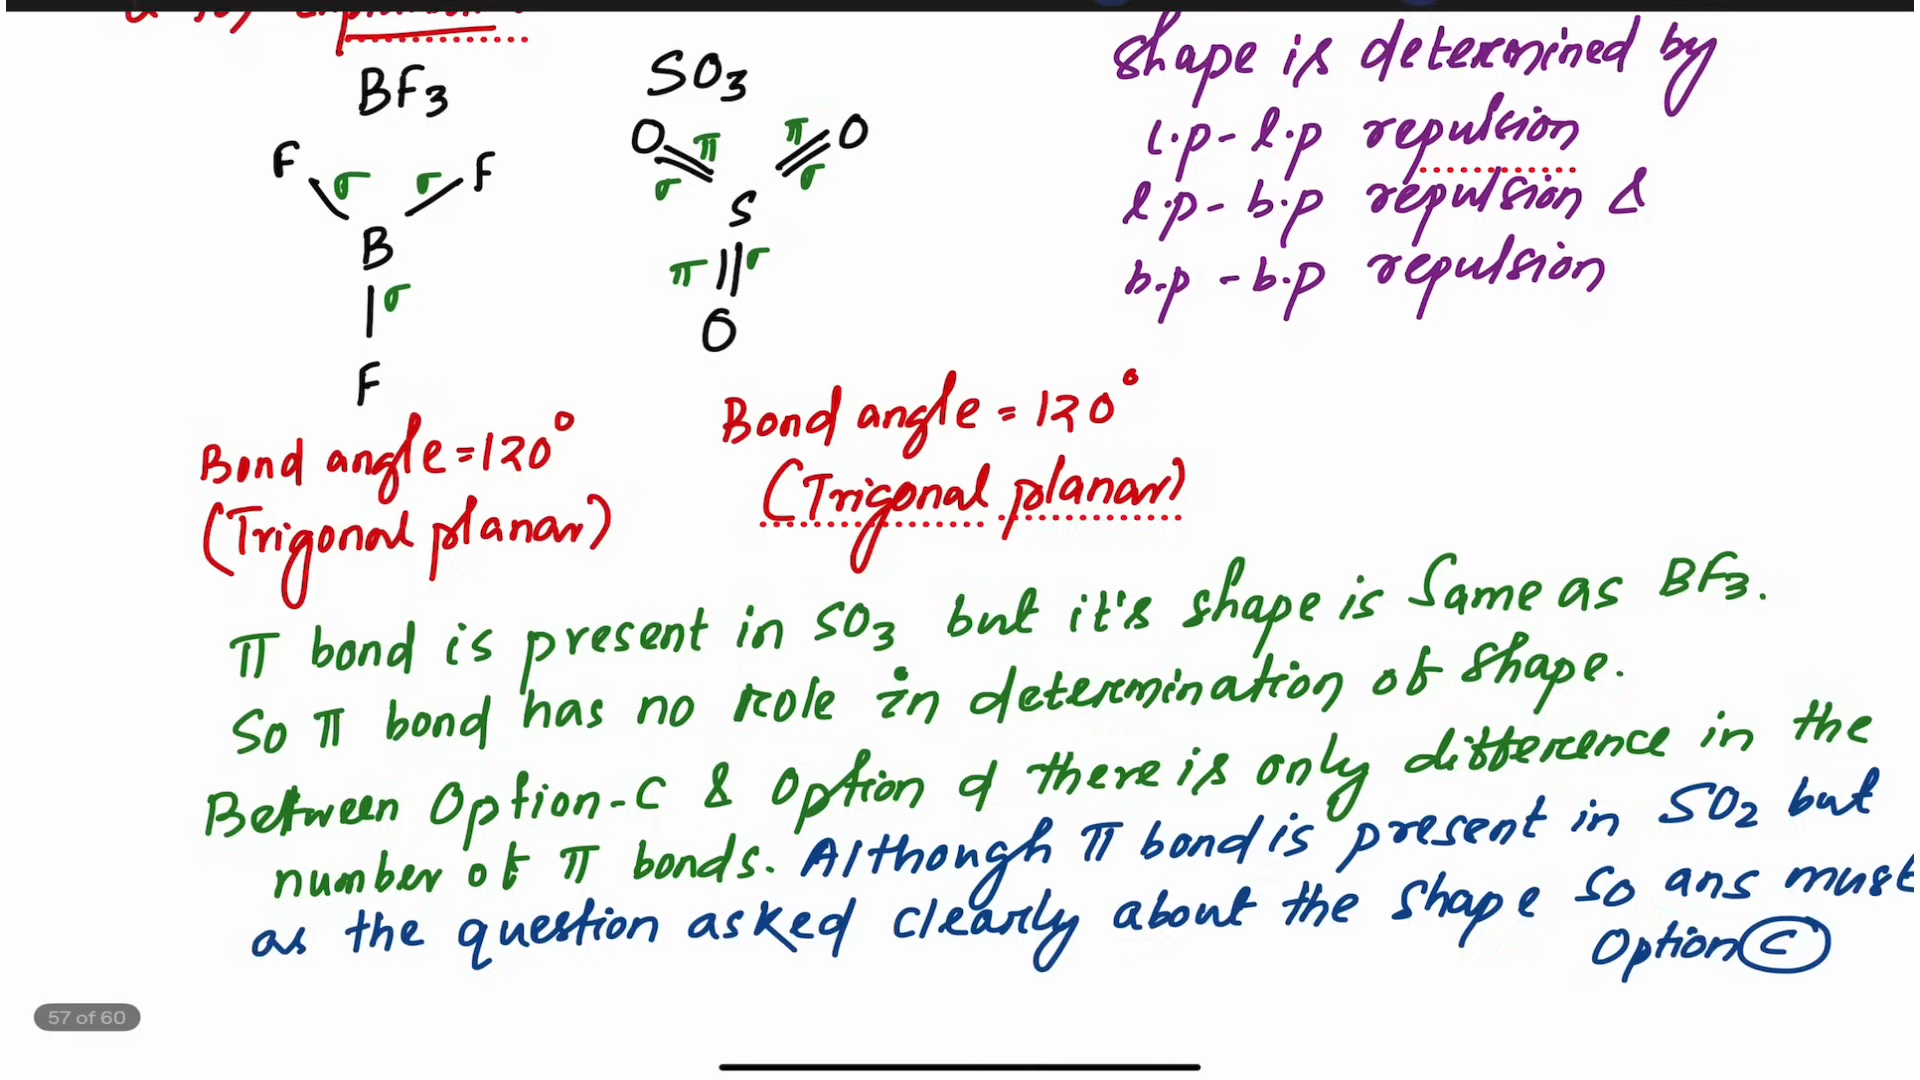 BF3
SO3
F σ σ F
B
σ
F
O π π O
σ σ
S
π σ
O
shape is determined by
l.p - l.p repulsion
l.p - b.p repulsion &
b.p - b.p repulsion
Bond angle = 120°
(Trigonal planar)
Bond angle = 120°
(Trigonal planar)
π bond is present in SO3 but it's shape is same as BF3.
So π bond has no role in determination of shape.
Between Option-C & Option d there is only difference in the
number of π bonds. Although π bond is present in SO2 but
as the question asked clearly about the shape so ans must
Option C
57 of 60